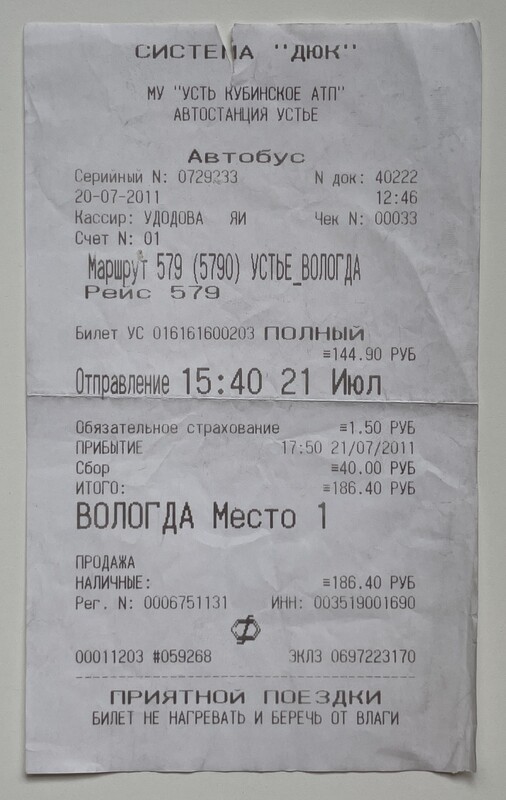 СИСТЕМА "ДЮК"
МУ "УСТЬ КУБИНСКОЕ АТП"
АВТОСТАНЦИЯ УСТЬЕ
Автобус
Серийный N: 0729233 N док: 40222
20-07-2011 12:46
Кассир: УДОДОВА ЯИ Чек N: 00033
Счет N: 01
Маршрут 579 (5790) УСТЬЕ_ВОЛОГДА
Рейс 579
Билет УС 016161600203 ПОЛНЫЙ
≡144.90 РУБ
Отправление 15:40 21 Июл
Обязательное страхование ≡1.50 РУБ
ПРИБЫТИЕ 17:50 21/07/2011
Сбор ≡40.00 РУБ
ИТОГО: ≡186.40 РУБ
ВОЛОГДА Место 1
ПРОДАЖА
НАЛИЧНЫЕ: ≡186.40 РУБ
Рег. N: 0006751131 ИНН: 003519001690
00011203 #059268 ЭКЛЗ 0697223170
ПРИЯТНОЙ ПОЕЗДКИ
БИЛЕТ НЕ НАГРЕВАТЬ И БЕРЕЧЬ ОТ ВЛАГИ